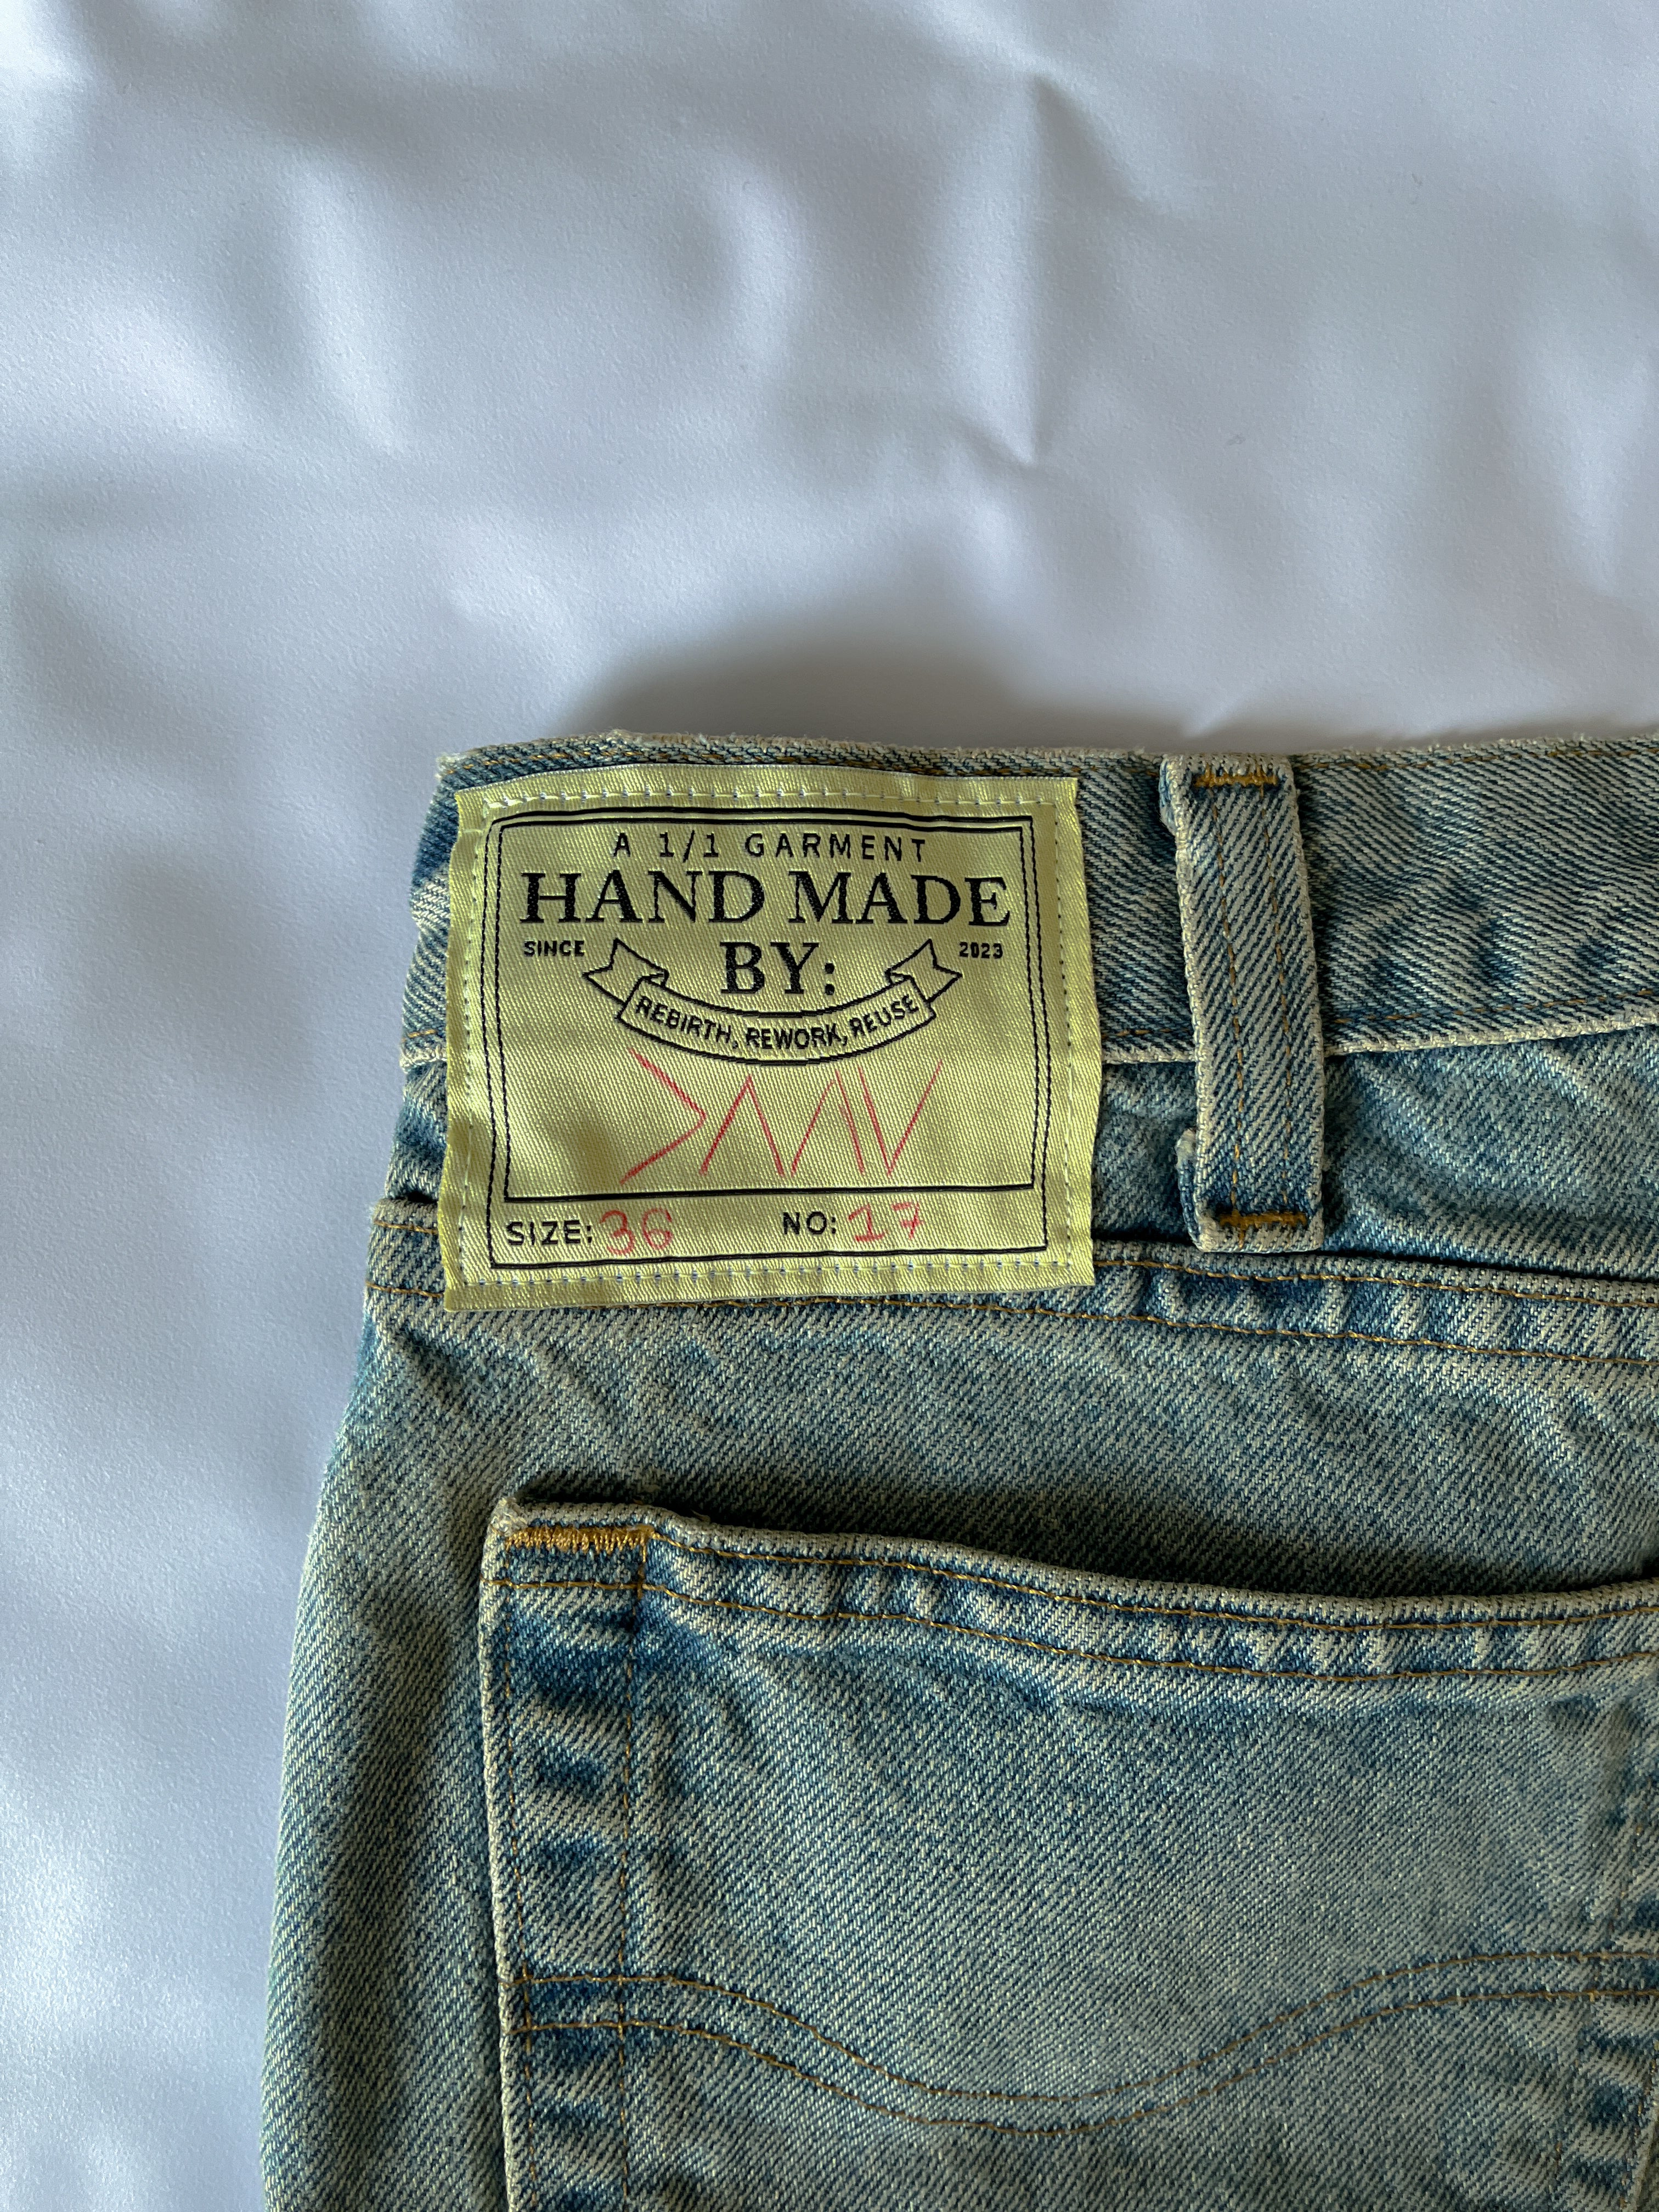 A 1/1 GARMENT
HAND MADE
SINCE BY: 2023
REBIRTH, REWORK, REUSE
SIZE: 36 NO: 17